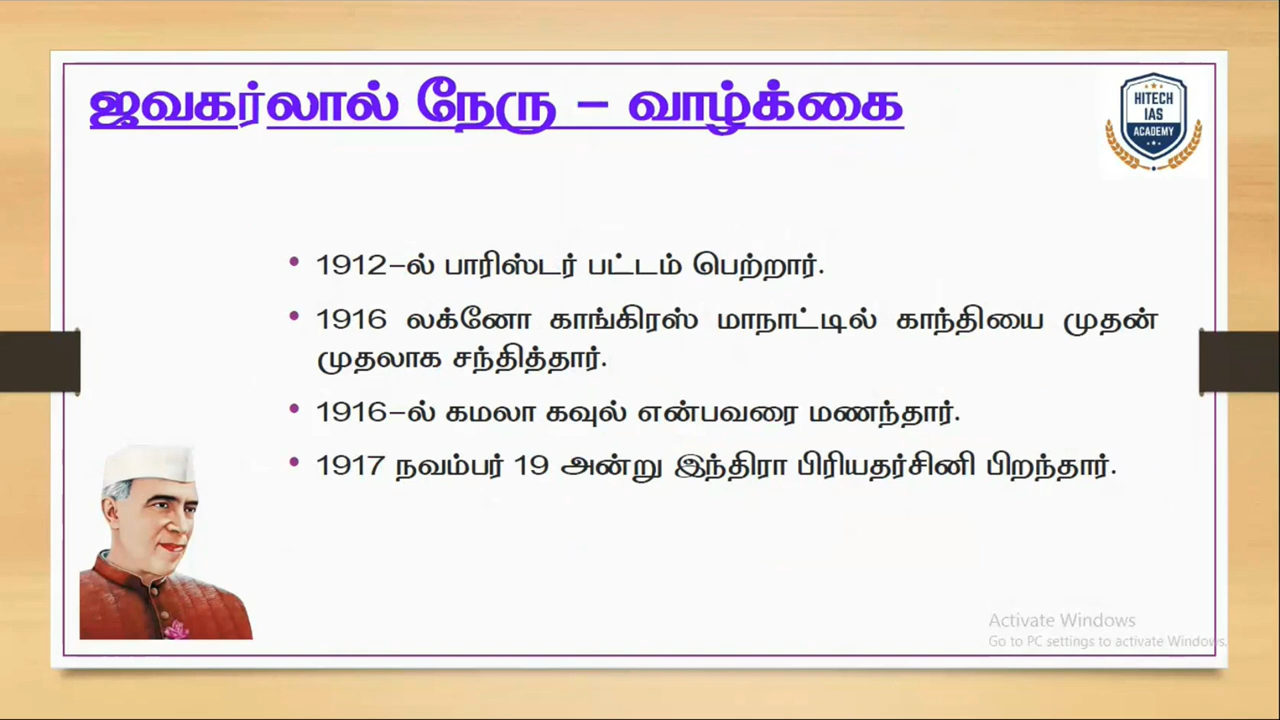 ஜவகர்லால் நேரு – வாழ்க்கை
HITECH
IAS
ACADEMY
• 1912–ல் பாரிஸ்டர் பட்டம் பெற்றார்.
• 1916 லக்னோ காங்கிரஸ் மாநாட்டில் காந்தியை முதன்
முதலாக சந்தித்தார்.
• 1916–ல் கமலா கவுல் என்பவரை மணந்தார்.
• 1917 நவம்பர் 19 அன்று இந்திரா பிரியதர்சினி பிறந்தார்.
Activate Windows
Go to PC settings to activate Windows.